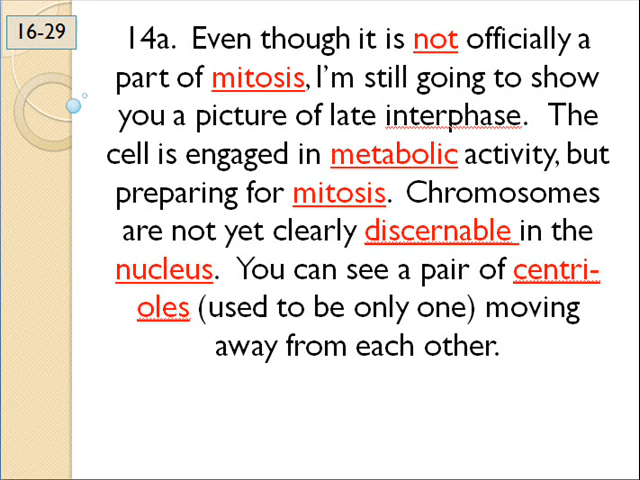 16-29
14a. Even though it is not officially a
part of mitosis, I'm still going to show
you a picture of late interphase. The
cell is engaged in metabolic activity, but
preparing for mitosis. Chromosomes
are not yet clearly discernable in the
nucleus. You can see a pair of centri-
oles (used to be only one) moving
away from each other.